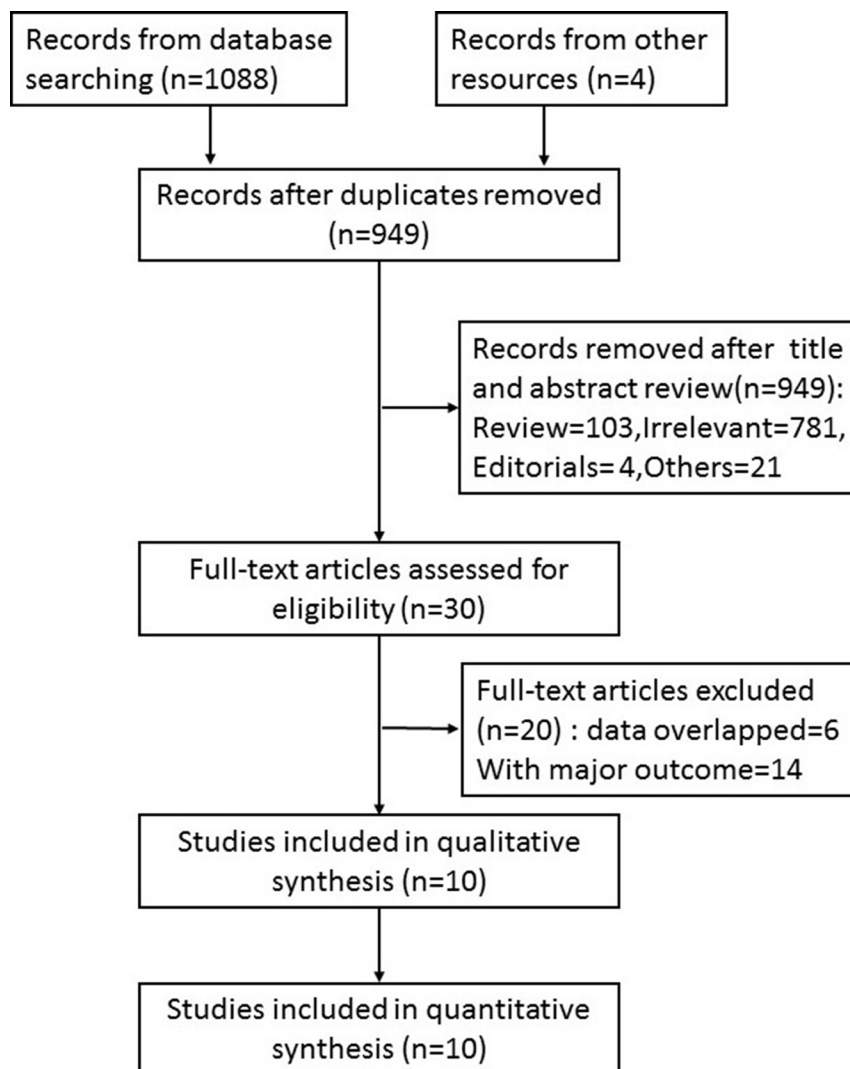 Records from database
searching (n=1088)
Records from other
resources (n=4)
Records after duplicates removed
(n=949)
Records removed after title
and abstract review(n=949):
Review=103,Irrelevant=781,
Editorials= 4,Others=21
Full-text articles assessed for
eligibility (n=30)
Full-text articles excluded
(n=20) : data overlapped=6
With major outcome=14
Studies included in qualitative
synthesis (n=10)
Studies included in quantitative
synthesis (n=10)